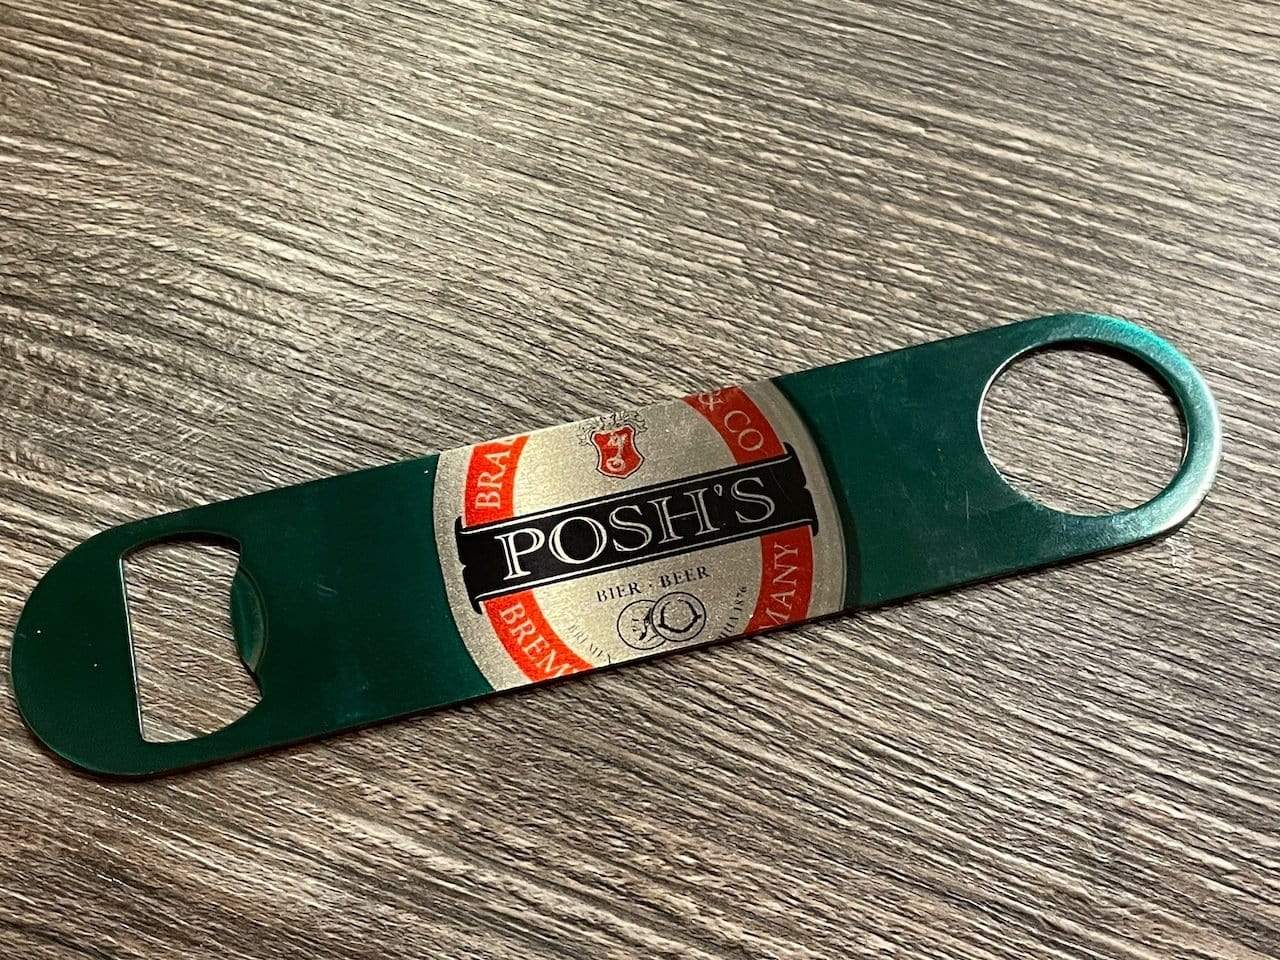 BRA
& CO
POSH'S
BIER · BEER
BREM
MANY